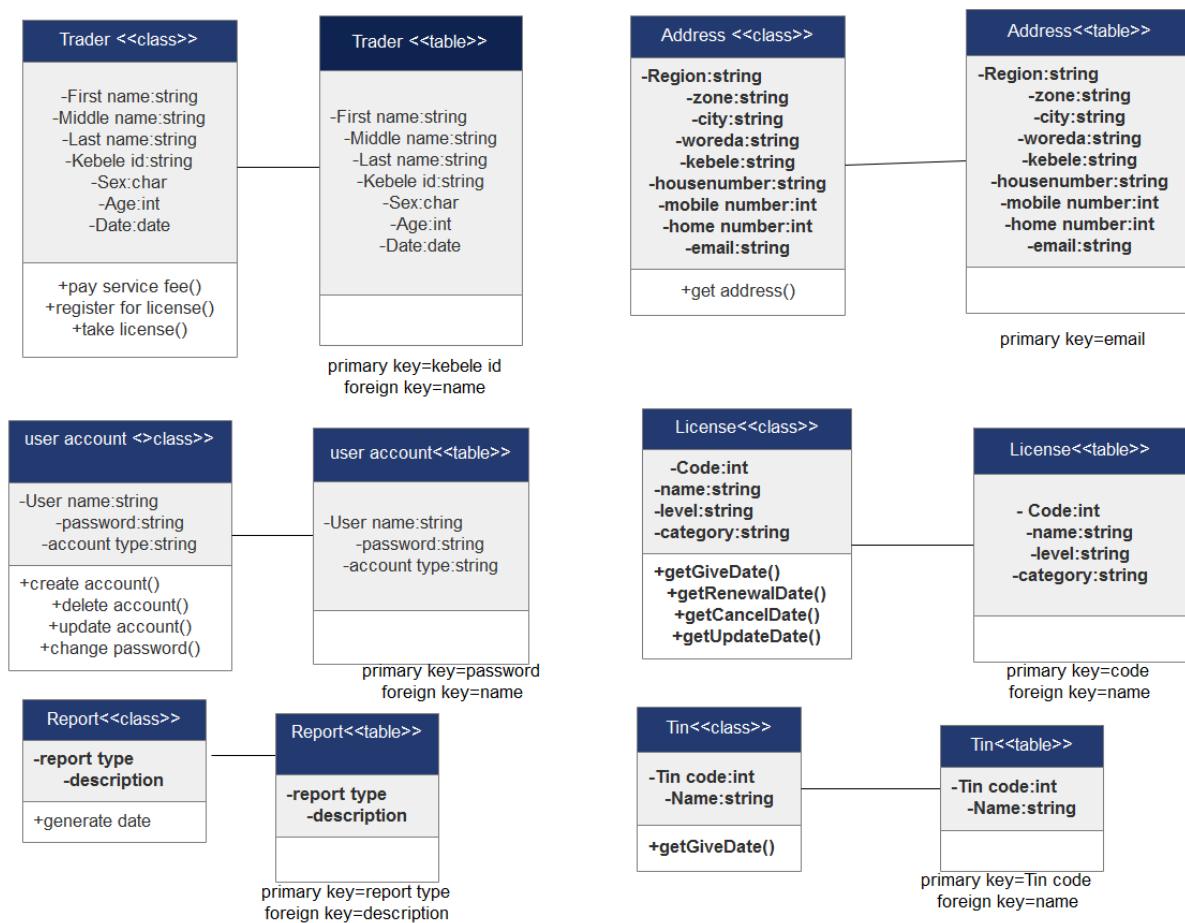 Trader <<class>>
-First name:string
-Middle name:string
-Last name:string
-Kebele id:string
-Sex:char
-Age:int
-Date:date
+pay service fee()
+register for license()
+take license()
Trader <<table>>
-First name:string
-Middle name:string
-Last name:string
-Kebele id:string
-Sex:char
-Age:int
-Date:date
primary key=kebele id
foreign key=name
Address <<class>>
-Region:string
-zone:string
-city:string
-woreda:string
-kebele:string
-housenumber:string
-mobile number:int
-home number:int
-email:string
+get address()
Address<<table>>
-Region:string
-zone:string
-city:string
-woreda:string
-kebele:string
-housenumber:string
-mobile number:int
-home number:int
-email:string
primary key=email
user account <>class>>
-User name:string
-password:string
-account type:string
+create account()
+delete account()
+update account()
+change password()
user account<<table>>
-User name:string
-password:string
-account type:string
primary key=password
foreign key=name
License<<class>>
-Code:int
-name:string
-level:string
-category:string
+getGiveDate()
+getRenewalDate()
+getCancelDate()
+getUpdateDate()
License<<table>>
- Code:int
-name:string
-level:string
-category:string
primary key=code
foreign key=name
Report<<class>>
-report type
-description
+generate date
Report<<table>>
-report type
-description
primary key=report type
foreign key=description
Tin<<class>>
-Tin code:int
-Name:string
+getGiveDate()
Tin<<table>>
-Tin code:int
-Name:string
primary key=Tin code
foreign key=name